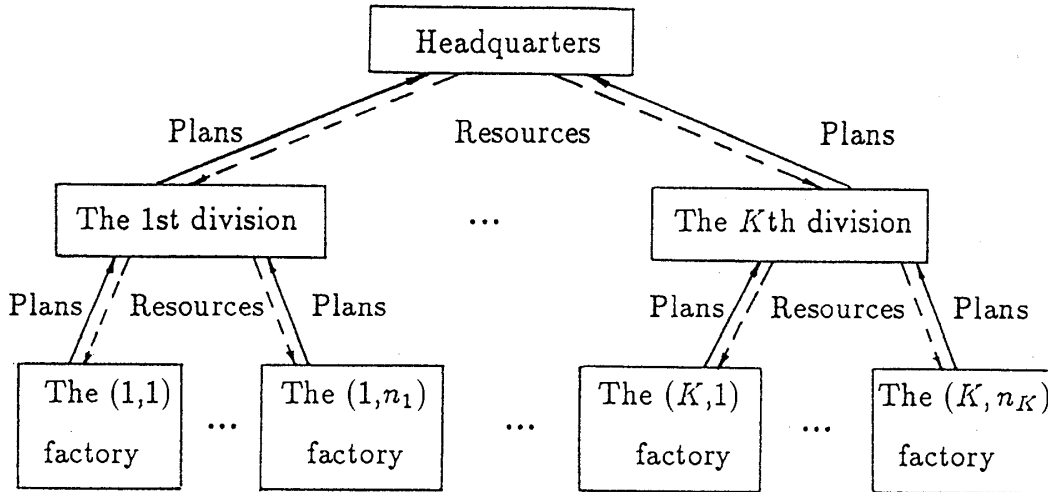 Headquarters
Plans
Resources
Plans
The 1st division
...
The Kth division
Plans
Resources
Plans
Plans
Resources
Plans
The (1,1)
factory
...
The (1,n₁)
factory
...
The (K,1)
factory
...
The (K, n_K)
factory